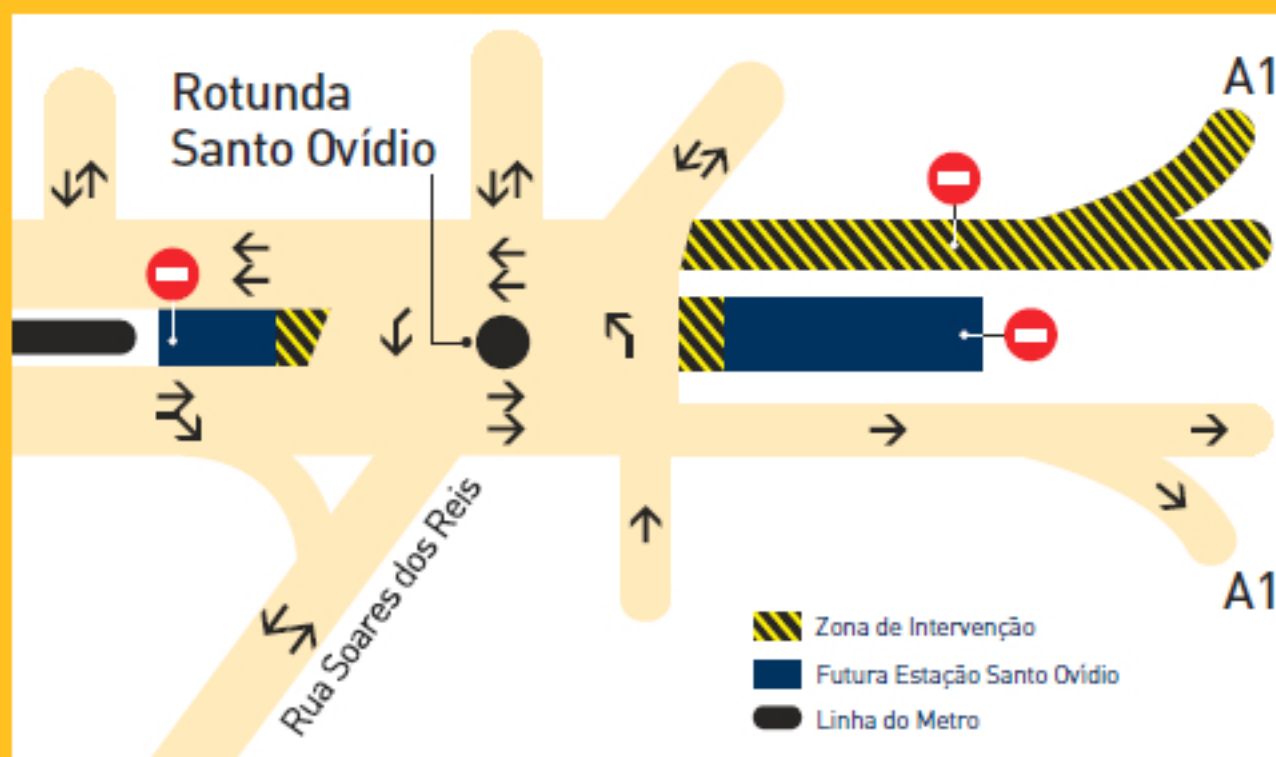 Rotunda
Santo Ovídio
A1
Rua Soares dos Reis
A1
Zona de Intervenção
Futura Estação Santo Ovídio
Linha do Metro